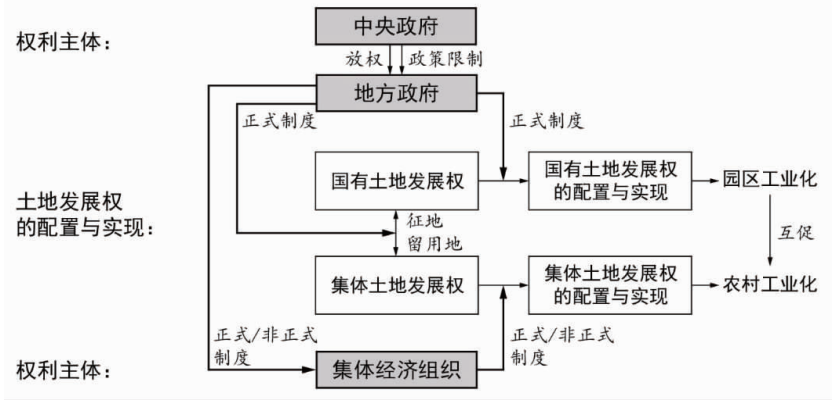 权利主体：
中央政府
放权 政策限制
地方政府
正式制度
正式制度
土地发展权
的配置与实现：
国有土地发展权
国有土地发展权
的配置与实现
园区工业化
征地
留用地
互促
集体土地发展权
集体土地发展权
的配置与实现
农村工业化
正式/非正式
制度
正式/非正式
制度
权利主体：
集体经济组织